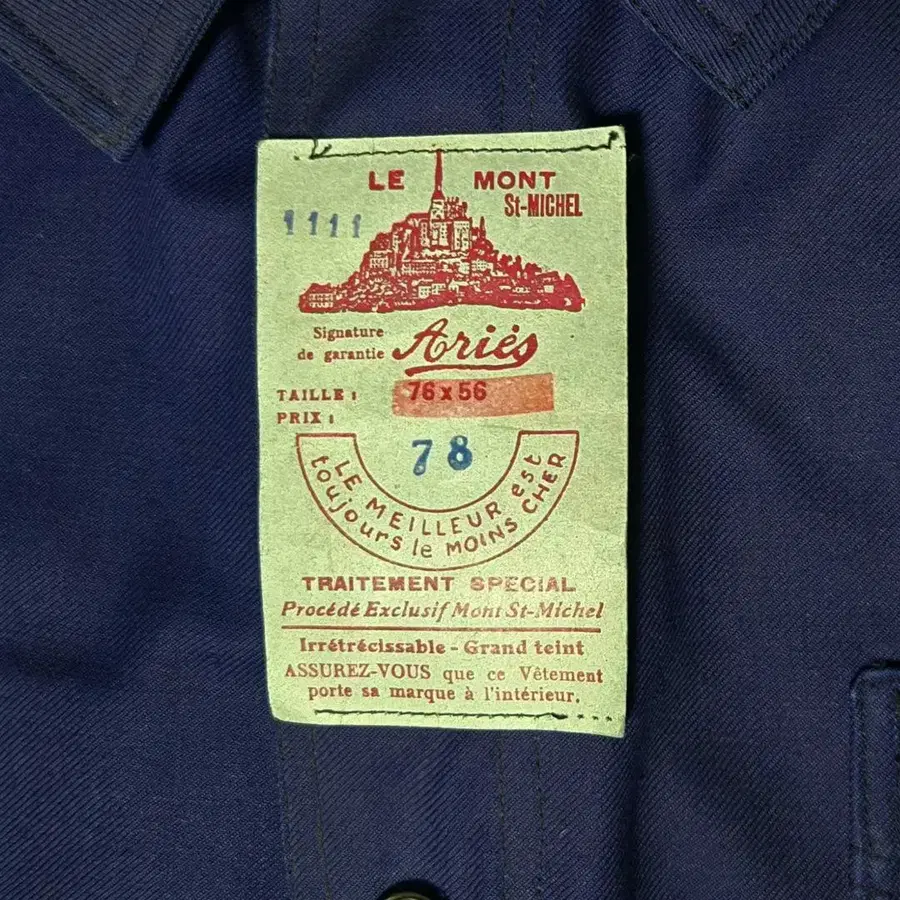 LE MONT
St-MICHEL
1111
Signature
de garantie
Ariès
TAILLE :
76 x 56
PRIX :
78
LE MEILLEUR est
toujours le MOINS CHER
TRAITEMENT SPECIAL
Procédé Exclusif Mont St-Michel
Irrétrécissable - Grand teint
ASSUREZ-VOUS que ce Vêtement
porte sa marque à l'intérieur.